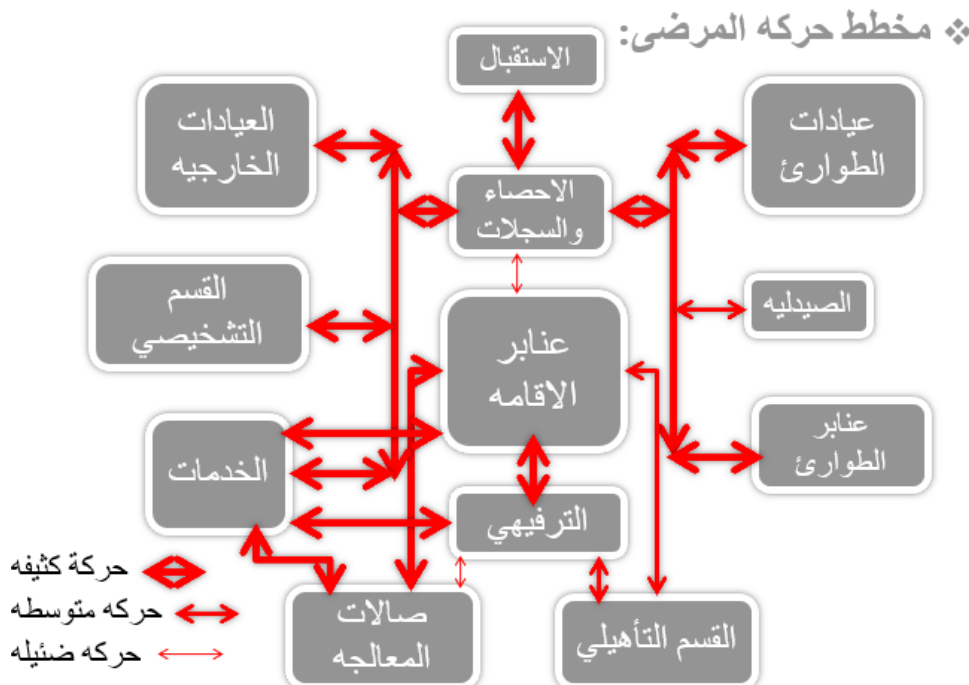 ❖ مخطط حركه المرضى:
الاستقبال
عيادات
الطوارئ
العيادات
الخارجيه
الاحصاء
والسجلات
الصيدليه
القسم
التشخيصي
عنابر
الاقامه
عنابر
الطوارئ
الخدمات
الترفيهي
القسم التأهيلي
صالات
المعالجه
حركة كثيفه
حركه متوسطه
حركه ضئيله